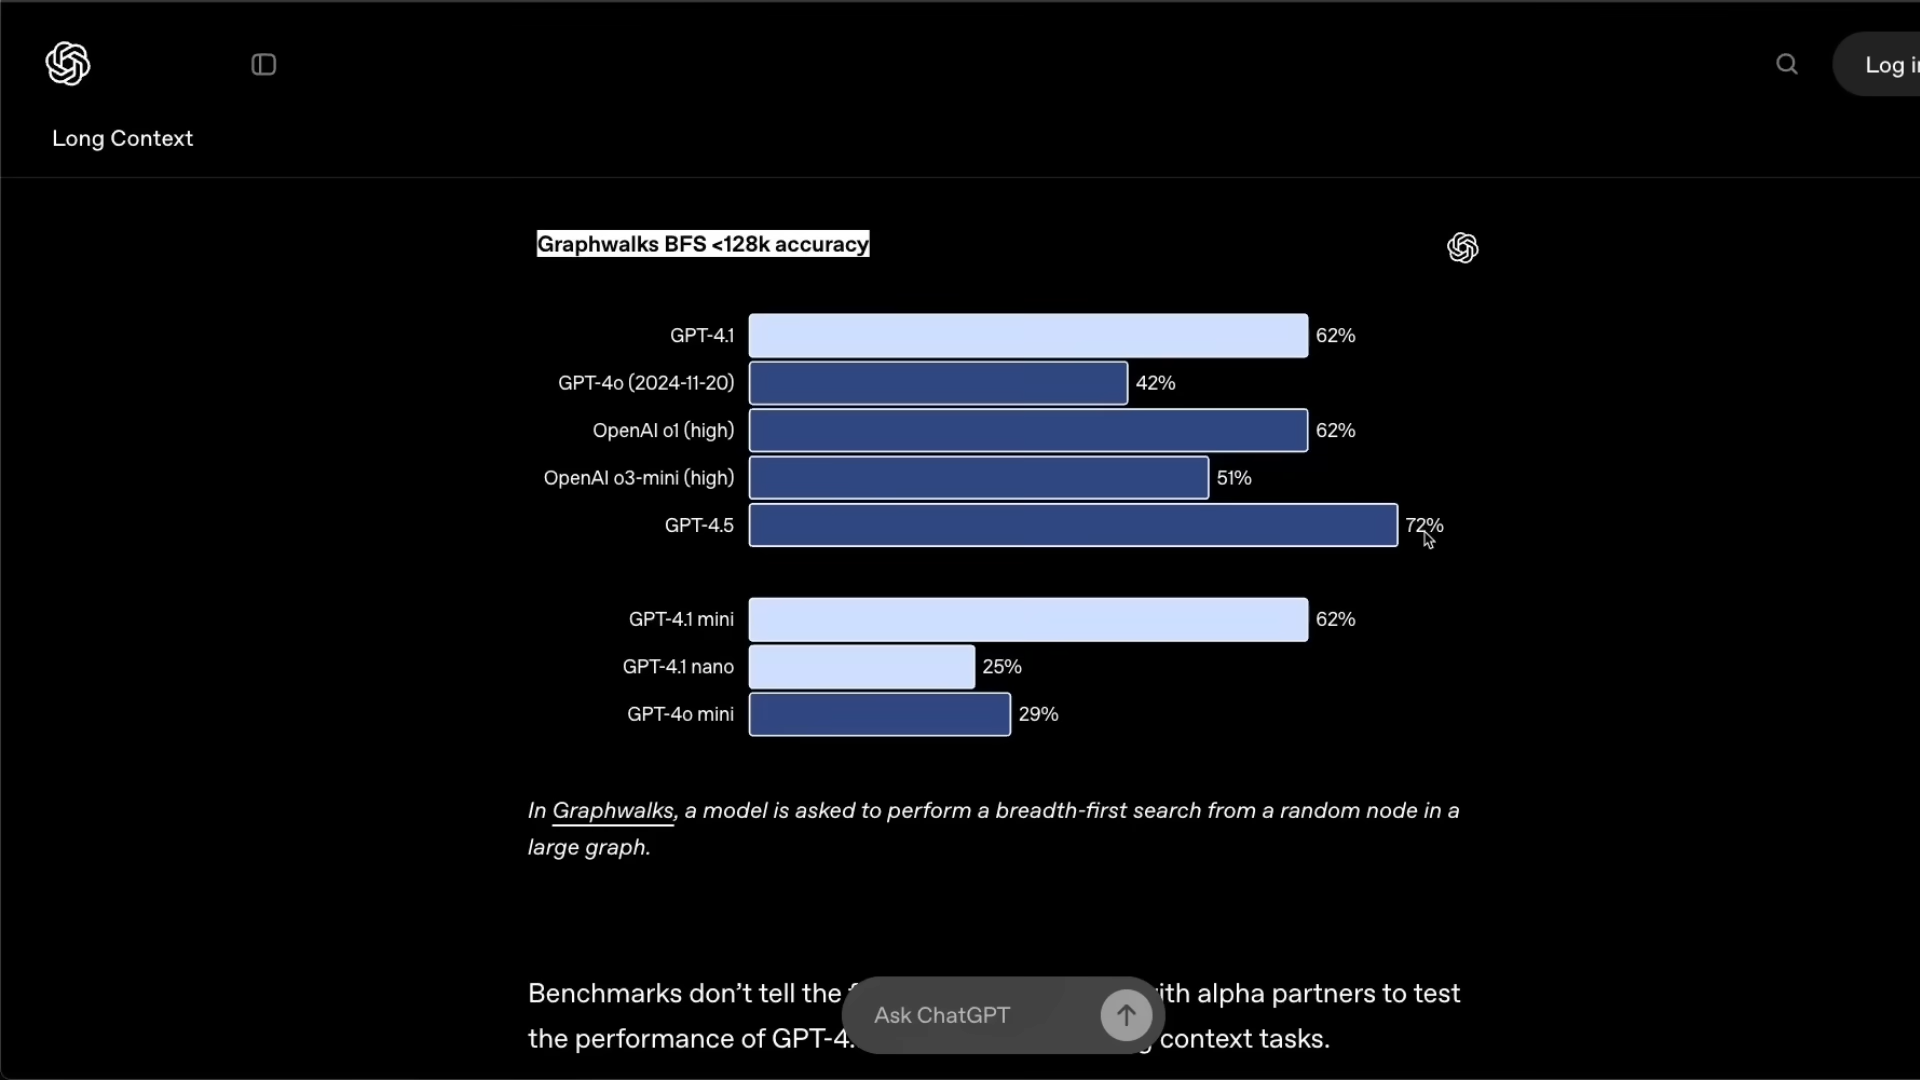 Log i
Long Context
Graphwalks BFS <128k accuracy
GPT-4.1 62%
GPT-4o (2024-11-20) 42%
OpenAI o1 (high) 62%
OpenAI o3-mini (high) 51%
GPT-4.5 72%
GPT-4.1 mini 62%
GPT-4.1 nano 25%
GPT-4o mini 29%
In Graphwalks, a model is asked to perform a breadth-first search from a random node in a
large graph.
Benchmarks don’t tell the alpha partners to test
Ask ChatGPT
the performance of GPT-4. context tasks.